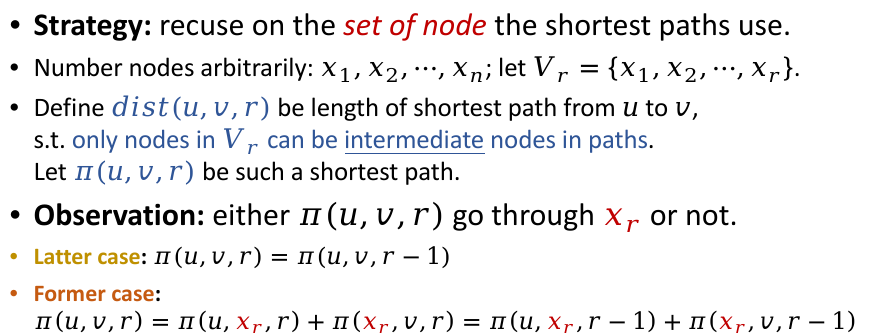 • Strategy: recuse on the set of node the shortest paths use.
• Number nodes arbitrarily: x₁, x₂, ⋯, xₙ; let Vᵣ = {x₁, x₂, ⋯, xᵣ}.
• Define dist(u, v, r) be length of shortest path from u to v,
s.t. only nodes in Vᵣ can be intermediate nodes in paths.
Let π(u, v, r) be such a shortest path.
• Observation: either π(u, v, r) go through xᵣ or not.
• Latter case: π(u, v, r) = π(u, v, r − 1)
• Former case:
π(u, v, r) = π(u, xᵣ, r) + π(xᵣ, v, r) = π(u, xᵣ, r − 1) + π(xᵣ, v, r − 1)